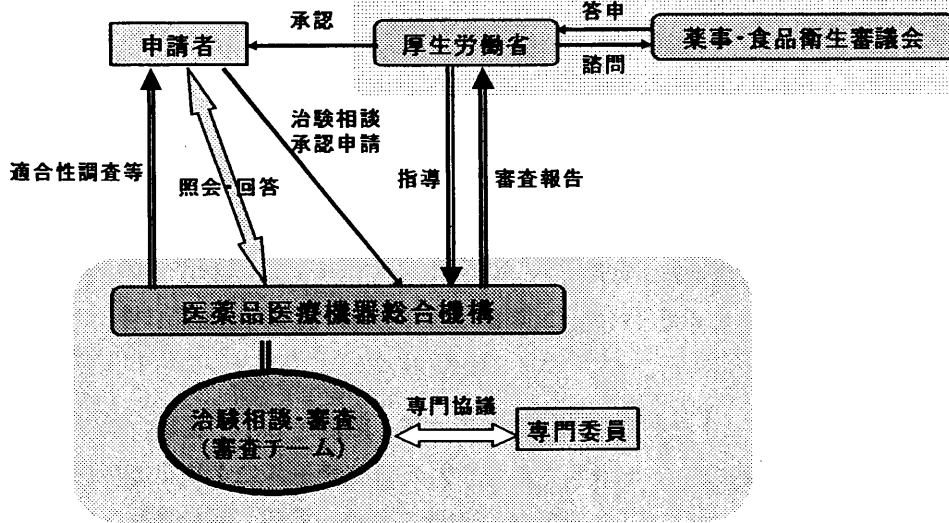 承認
答申
申請者
厚生労働省
薬事・食品衛生審議会
諮問
治験相談
承認申請
適合性調査等
照会・回答
指導
審査報告
医薬品医療機器総合機構
治験相談・審査
(審査チーム)
専門協議
専門委員